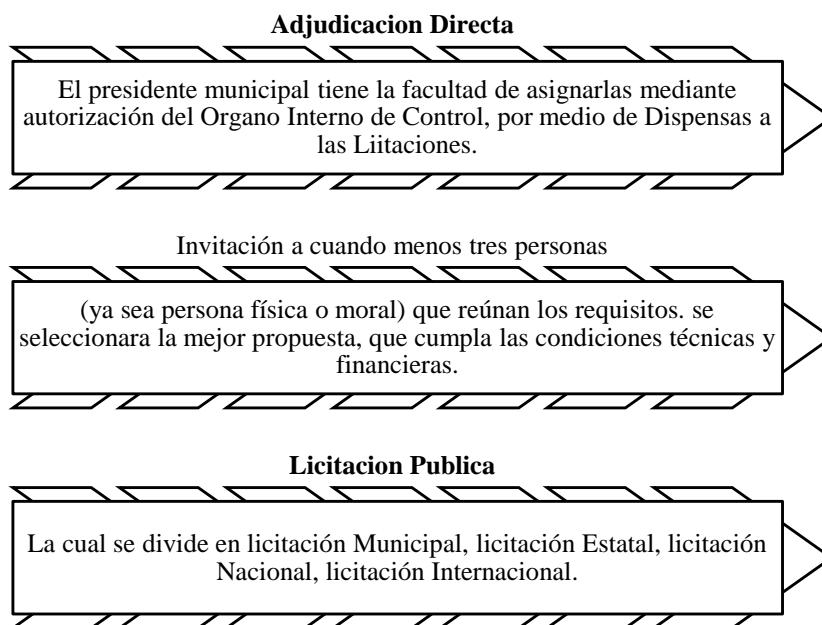 Adjudicacion Directa
El presidente municipal tiene la facultad de asignarlas mediante
autorización del Organo Interno de Control, por medio de Dispensas a
las Liitaciones.
Invitación a cuando menos tres personas
(ya sea persona física o moral) que reúnan los requisitos. se
seleccionara la mejor propuesta, que cumpla las condiciones técnicas y
financieras.
Licitacion Publica
La cual se divide en licitación Municipal, licitación Estatal, licitación
Nacional, licitación Internacional.